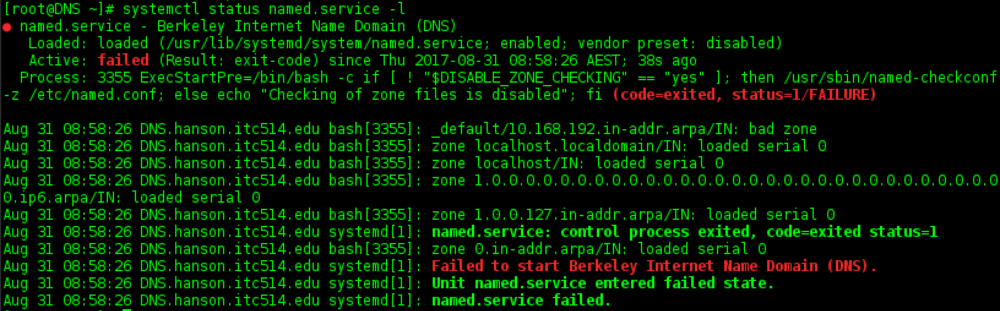 [root@DNS ~]# systemctl status named.service -l
● named.service - Berkeley Internet Name Domain (DNS)
   Loaded: loaded (/usr/lib/systemd/system/named.service; enabled; vendor preset: disabled)
   Active: failed (Result: exit-code) since Thu 2017-08-31 08:58:26 AEST; 38s ago
  Process: 3355 ExecStartPre=/bin/bash -c if [ ! "$DISABLE_ZONE_CHECKING" == "yes" ]; then /usr/sbin/named-checkconf
-z /etc/named.conf; else echo "Checking of zone files is disabled"; fi (code=exited, status=1/FAILURE)

Aug 31 08:58:26 DNS.hanson.itc514.edu bash[3355]: _default/10.168.192.in-addr.arpa/IN: bad zone
Aug 31 08:58:26 DNS.hanson.itc514.edu bash[3355]: zone localhost.localdomain/IN: loaded serial 0
Aug 31 08:58:26 DNS.hanson.itc514.edu bash[3355]: zone localhost/IN: loaded serial 0
Aug 31 08:58:26 DNS.hanson.itc514.edu bash[3355]: zone 1.0.0.0.0.0.0.0.0.0.0.0.0.0.0.0.0.0.0.0.0.0.0.0.0.0.0.0.0.0.0
0.ip6.arpa/IN: loaded serial 0
Aug 31 08:58:26 DNS.hanson.itc514.edu bash[3355]: zone 1.0.0.127.in-addr.arpa/IN: loaded serial 0
Aug 31 08:58:26 DNS.hanson.itc514.edu systemd[1]: named.service: control process exited, code=exited status=1
Aug 31 08:58:26 DNS.hanson.itc514.edu bash[3355]: zone 0.in-addr.arpa/IN: loaded serial 0
Aug 31 08:58:26 DNS.hanson.itc514.edu systemd[1]: Failed to start Berkeley Internet Name Domain (DNS).
Aug 31 08:58:26 DNS.hanson.itc514.edu systemd[1]: Unit named.service entered failed state.
Aug 31 08:58:26 DNS.hanson.itc514.edu systemd[1]: named.service failed.